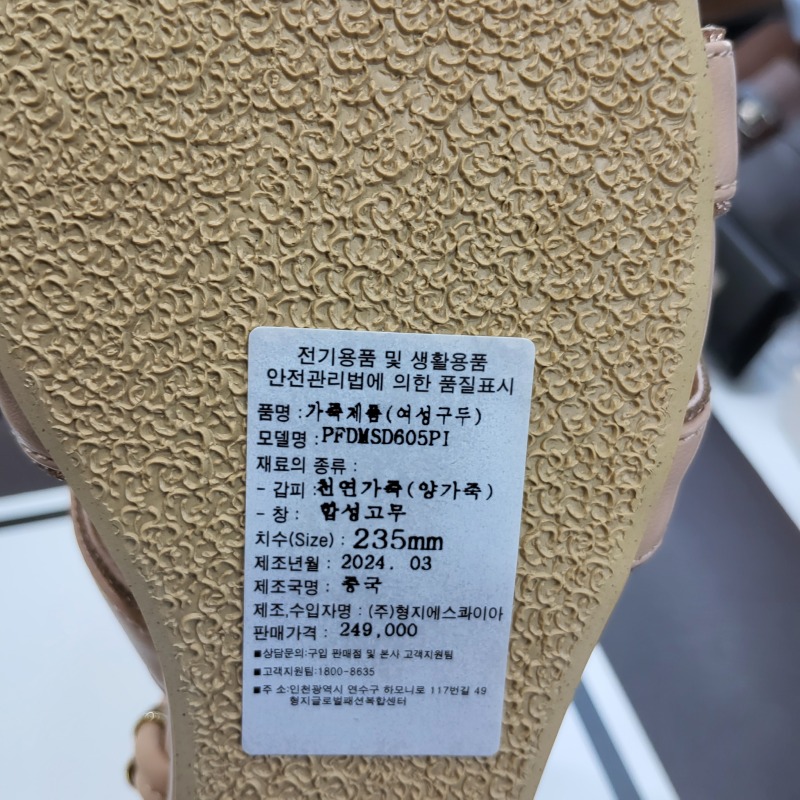 전기용품 및 생활용품
안전관리법에 의한 품질표시
품명 : 가죽제품(여성구두)
모델명 : PFDMSD605PI
재료의 종류 :
- 갑피 : 천연가죽(양가죽)
- 창 : 합성고무
치수(Size) : 235mm
제조년월 : 2024. 03
제조국명 : 중국
제조,수입자명 : (주)형지에스콰이아
판매가격 : 249,000
■상담문의:구입 판매점 및 본사 고객지원팀
■고객지원팀:1800-8635
■주 소:인천광역시 연수구 하모니로 117번길 49
형지글로벌패션복합센터